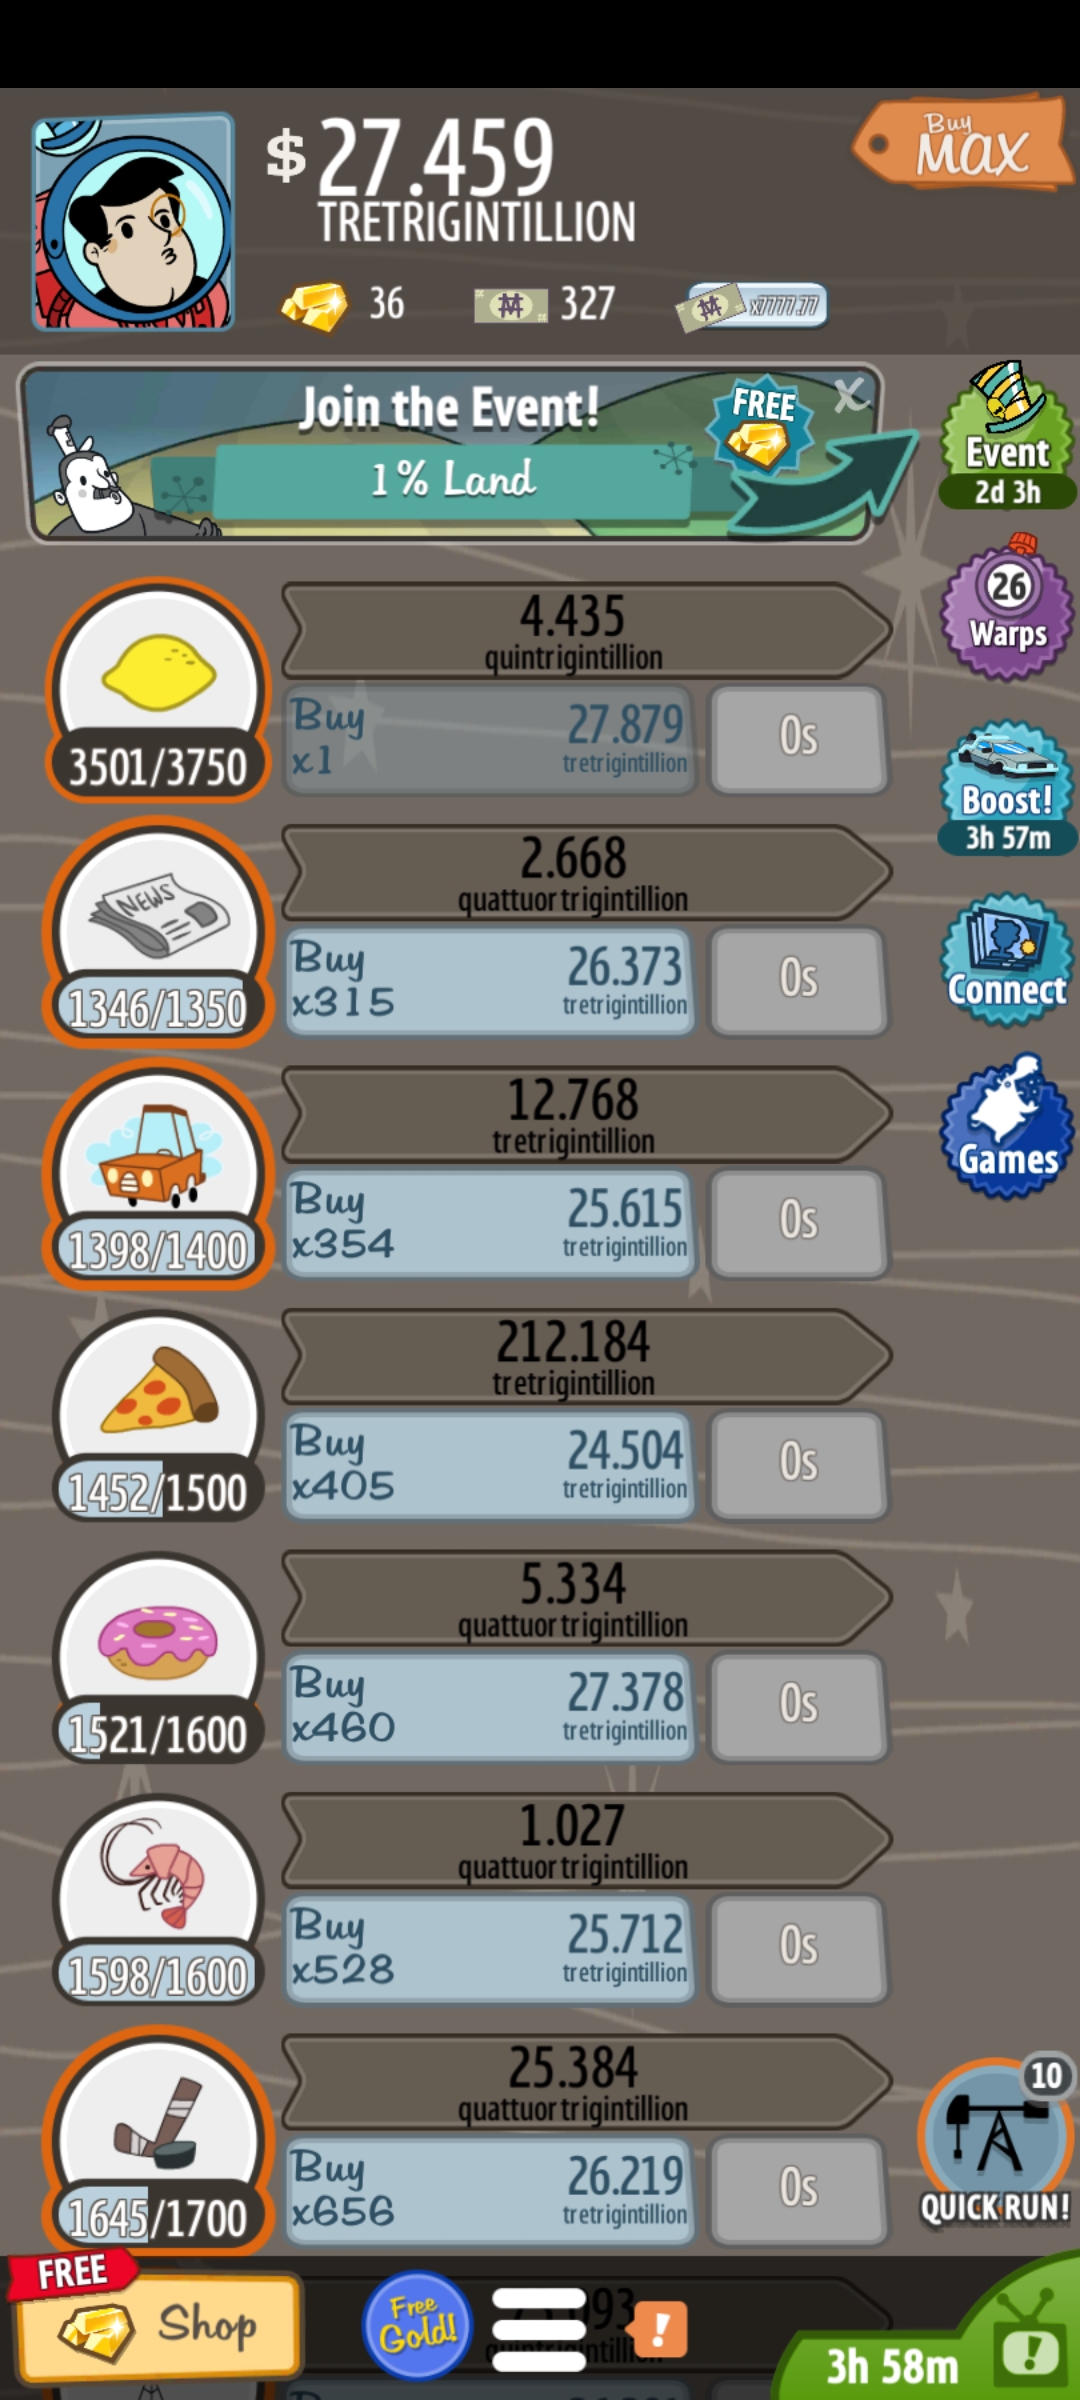 $27.459
TRETRIGINTILLION
Buy
MAX
36
327
x7777.77
Join the Event!
1% Land
FREE
X
Event
2d 3h
26
Warps
Boost!
3h 57m
Connect
Games
4.435
quintrigintillion
3501/3750
Buy
x1
27.879
tretrigintillion
0s
2.668
quattuortrigintillion
NEWS
1346/1350
Buy
x315
26.373
tretrigintillion
0s
12.768
tretrigintillion
1398/1400
Buy
x354
25.615
tretrigintillion
0s
212.184
tretrigintillion
1452/1500
Buy
x405
24.504
tretrigintillion
0s
5.334
quattuortrigintillion
1521/1600
Buy
x460
27.378
tretrigintillion
0s
1.027
quattuortrigintillion
1598/1600
Buy
x528
25.712
tretrigintillion
0s
25.384
quattuortrigintillion
1645/1700
Buy
x656
26.219
tretrigintillion
0s
10
QUICK RUN!
FREE
Shop
Free
Gold!
!
3h 58m
!